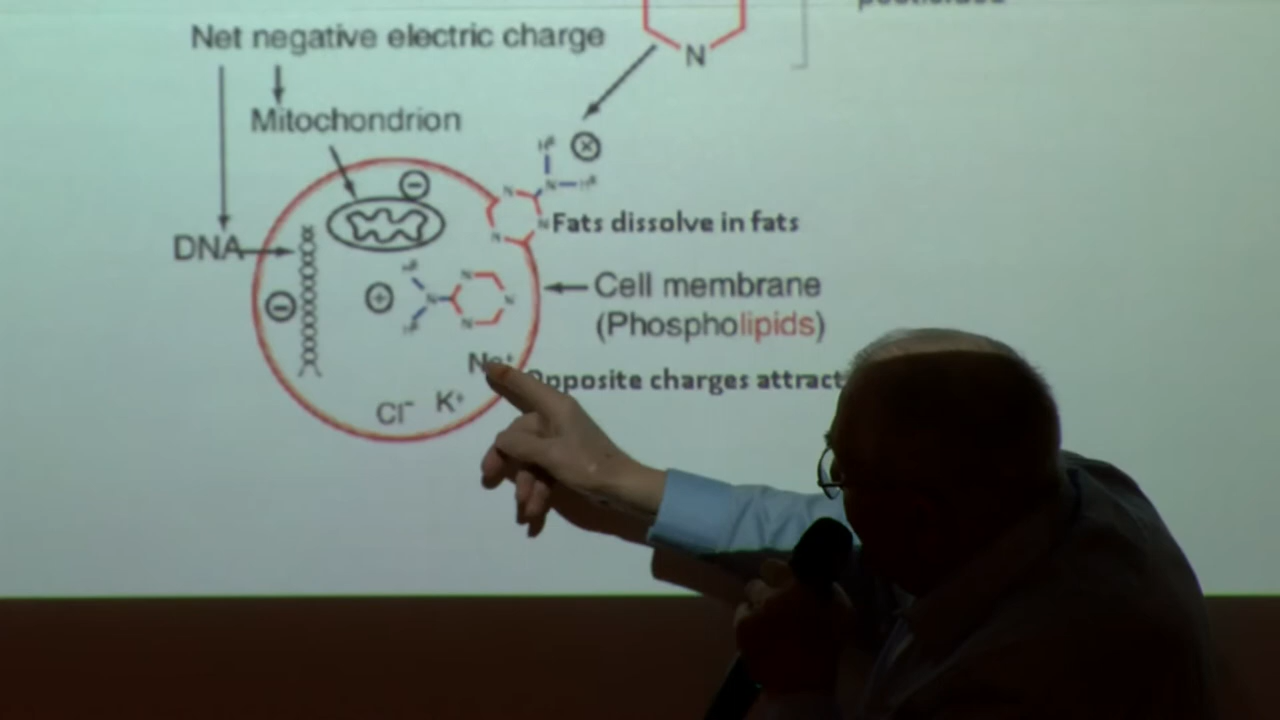 Net negative electric charge
N
Mitochondrion
DNA
N
N
N
N
Fats dissolve in fats
Cell membrane
(Phospholipids)
N
N
N
N
Na⁺
Opposite charges attract
Cl⁻
K⁺